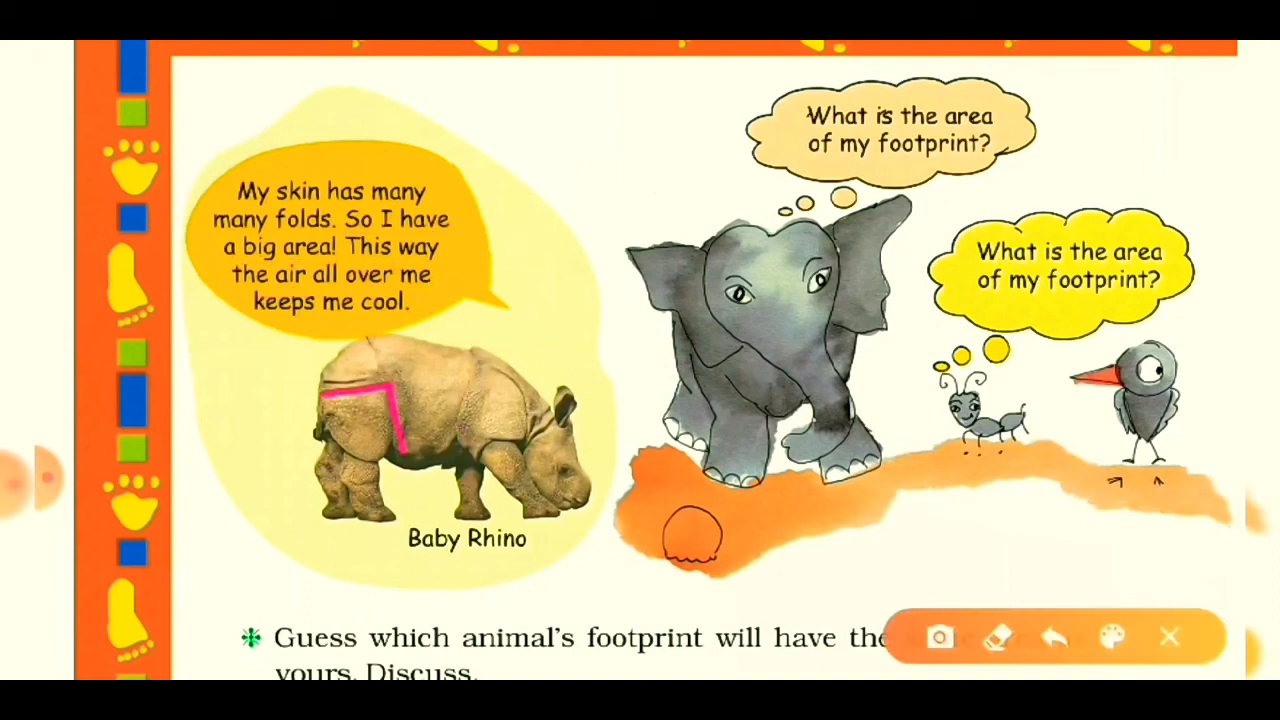 What is the area
of my footprint?
My skin has many
many folds. So I have
a big area! This way
the air all over me
keeps me cool.
What is the area
of my footprint?
Baby Rhino
Guess which animal's footprint will have the
yours. Discuss.